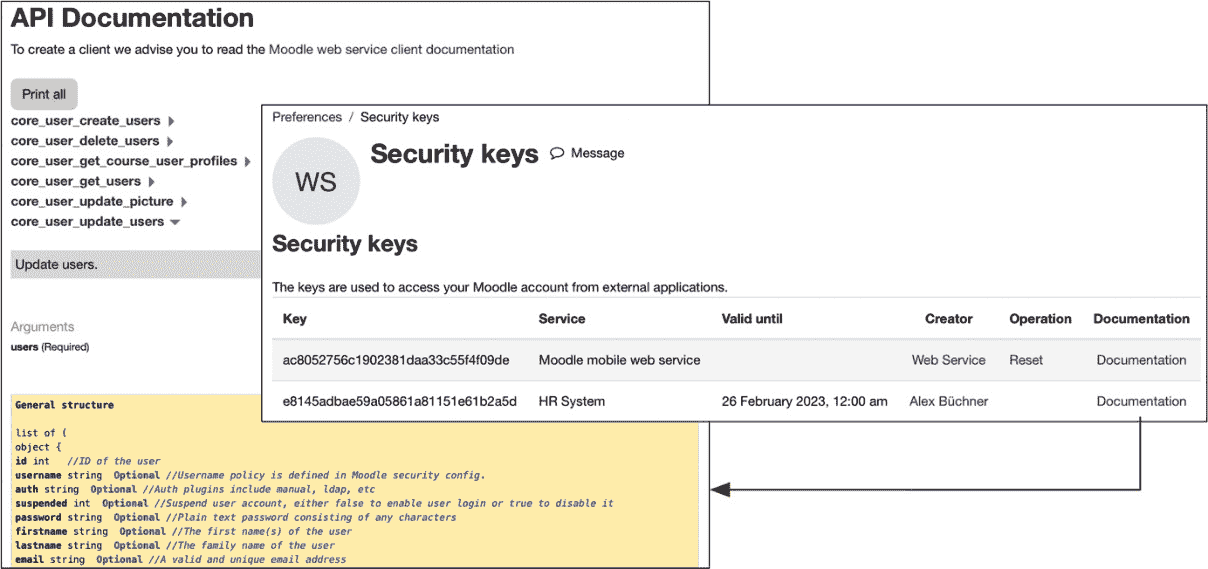 API Documentation
To create a client we advise you to read the Moodle web service client documentation
Print all
core_user_create_users
core_user_delete_users
core_user_get_course_user_profiles
core_user_get_users
core_user_update_picture
core_user_update_users
Update users.
Arguments
users (Required)
General structure
list of (
object {
id int //ID of the user
username string Optional //Username policy is defined in Moodle security config.
auth string Optional //Auth plugins include manual, ldap, etc
suspended int Optional //Suspend user account, either false to enable user login or true to disable it
password string Optional //Plain text password consisting of any characters
firstname string Optional //The first name(s) of the user
lastname string Optional //The family name of the user
email string Optional //A valid and unique email address
Preferences / Security keys
WS
Security keys Message
Security keys
The keys are used to access your Moodle account from external applications.
Key Service Valid until Creator Operation Documentation
ac8052756c1902381daa33c55f4f09de Moodle mobile web service Web Service Reset Documentation
e8145adbae59a05861a81151e61b2a5d HR System 26 February 2023, 12:00 am Alex Büchner Documentation